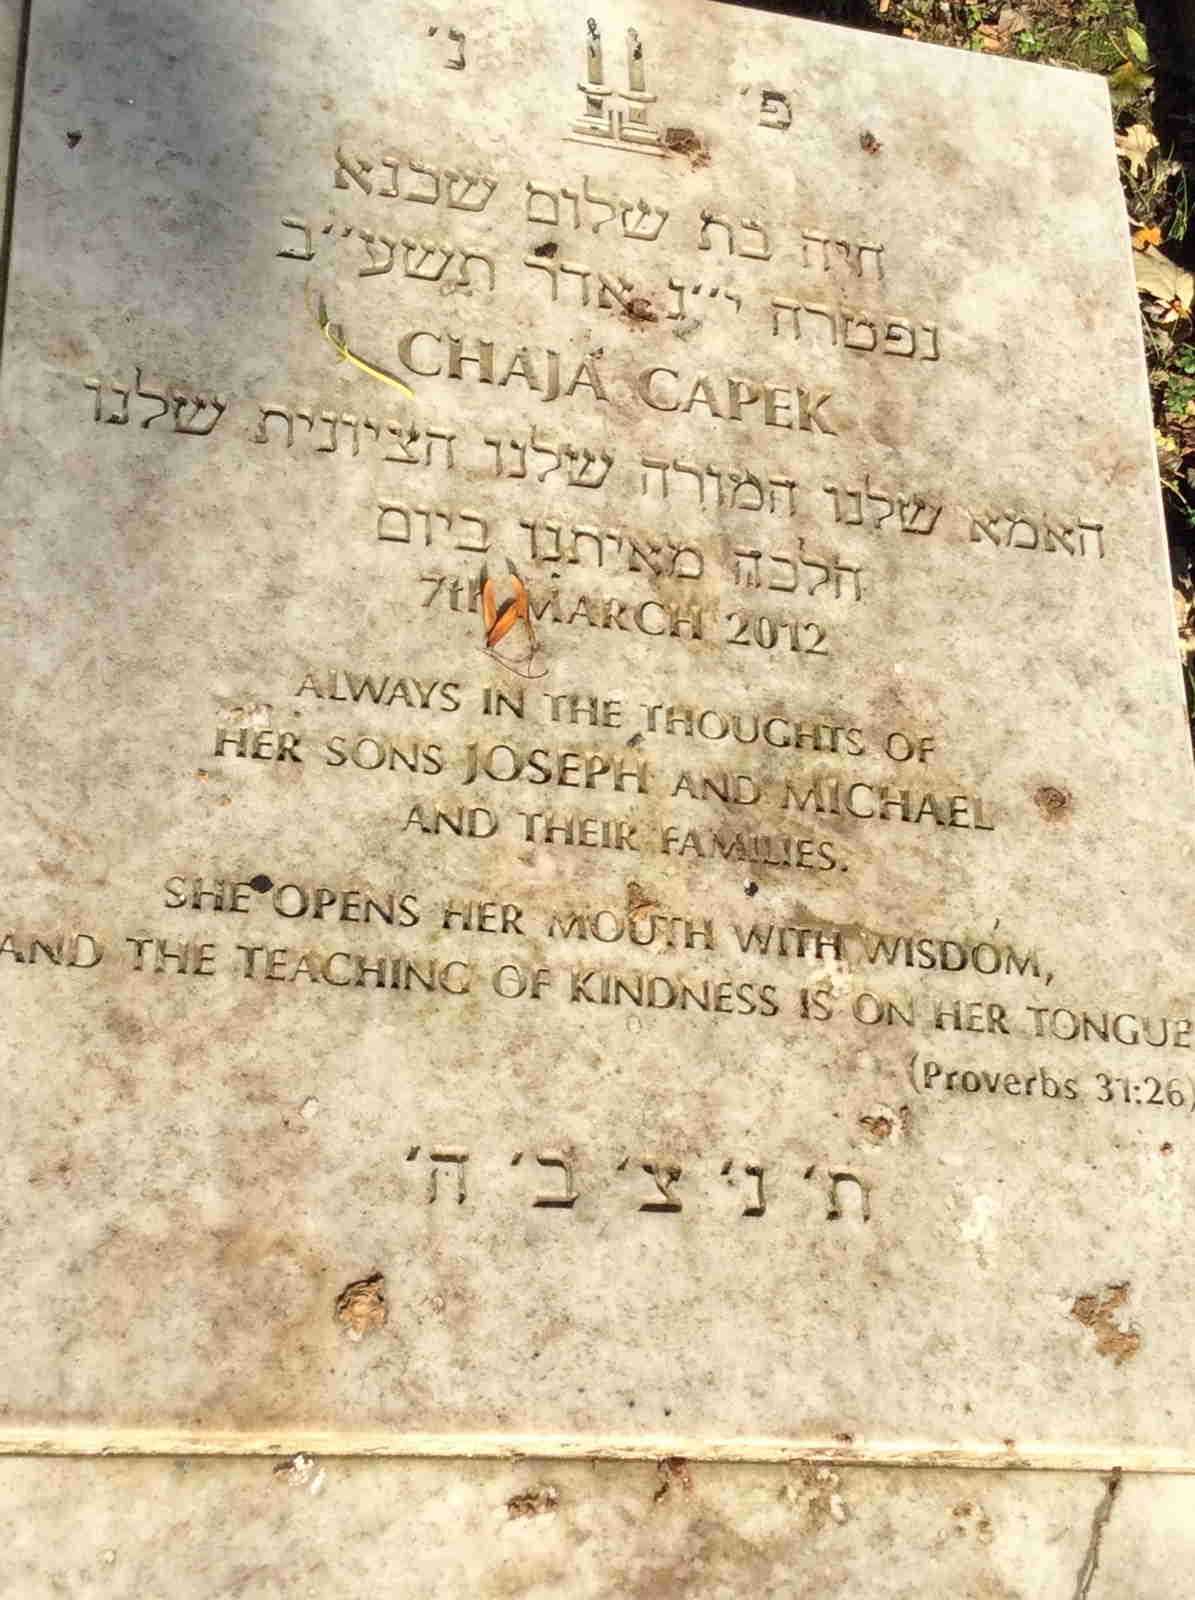 פ׳ נ׳
חיה בת שלום שכנא
נפטרה י״ג אדר תשע״ב
CHAJA CAPEK
האמא שלנו המורה שלנו הציונית שלנו
הלכה מאיתנו ביום
7th MARCH 2012
ALWAYS IN THE THOUGHTS OF
HER SONS JOSEPH AND MICHAEL
AND THEIR FAMILIES.
SHE OPENS HER MOUTH WITH WISDOM,
AND THE TEACHING OF KINDNESS IS ON HER TONGUE
(Proverbs 31:26)
ת׳ נ׳ צ׳ ב׳ ה׳